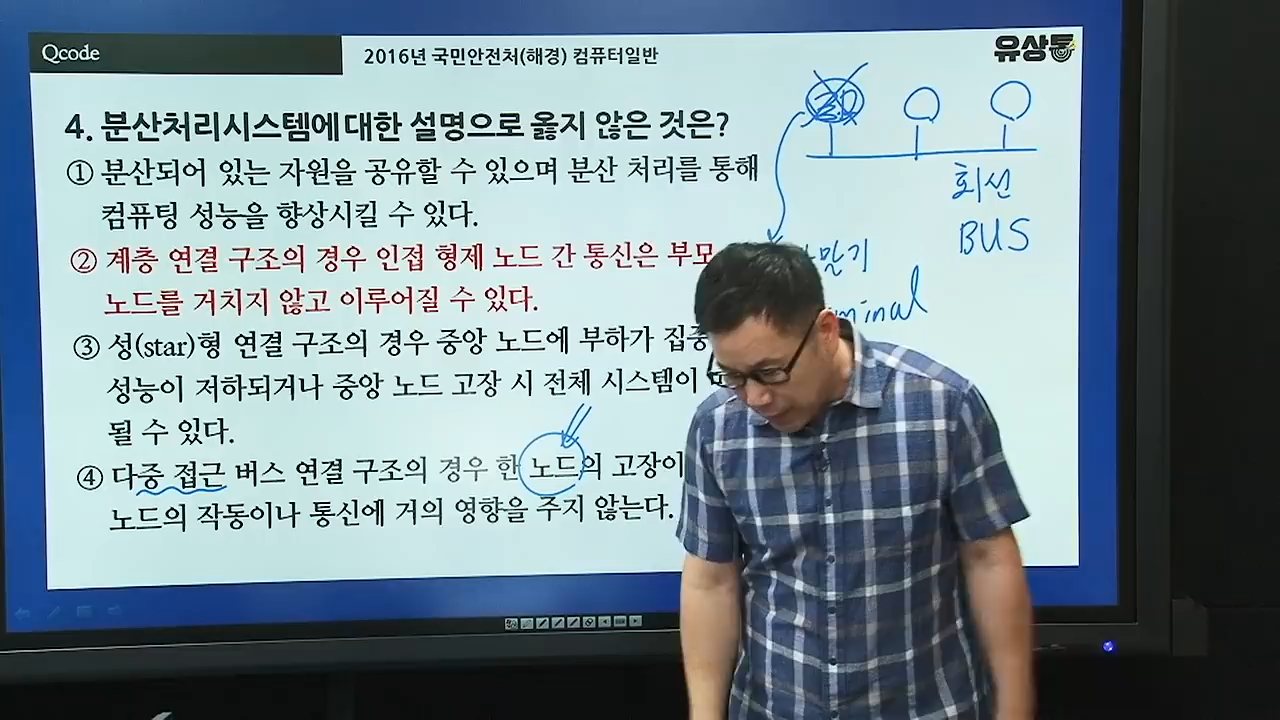 Qcode
2016년 국민안전처(해경) 컴퓨터일반
유상통
4. 분산처리시스템에 대한 설명으로 옳지 않은 것은?
① 분산되어 있는 자원을 공유할 수 있으며 분산 처리를 통해
컴퓨팅 성능을 향상시킬 수 있다.
② 계층 연결 구조의 경우 인접 형제 노드 간 통신은 부모
노드를 거치지 않고 이루어질 수 있다.
③ 성(star)형 연결 구조의 경우 중앙 노드에 부하가 집중
성능이 저하되거나 중앙 노드 고장 시 전체 시스템이
될 수 있다.
④ 다중 접근 버스 연결 구조의 경우 한 노드의 고장이
노드의 작동이나 통신에 거의 영향을 주지 않는다.
회선
BUS
말기
minal